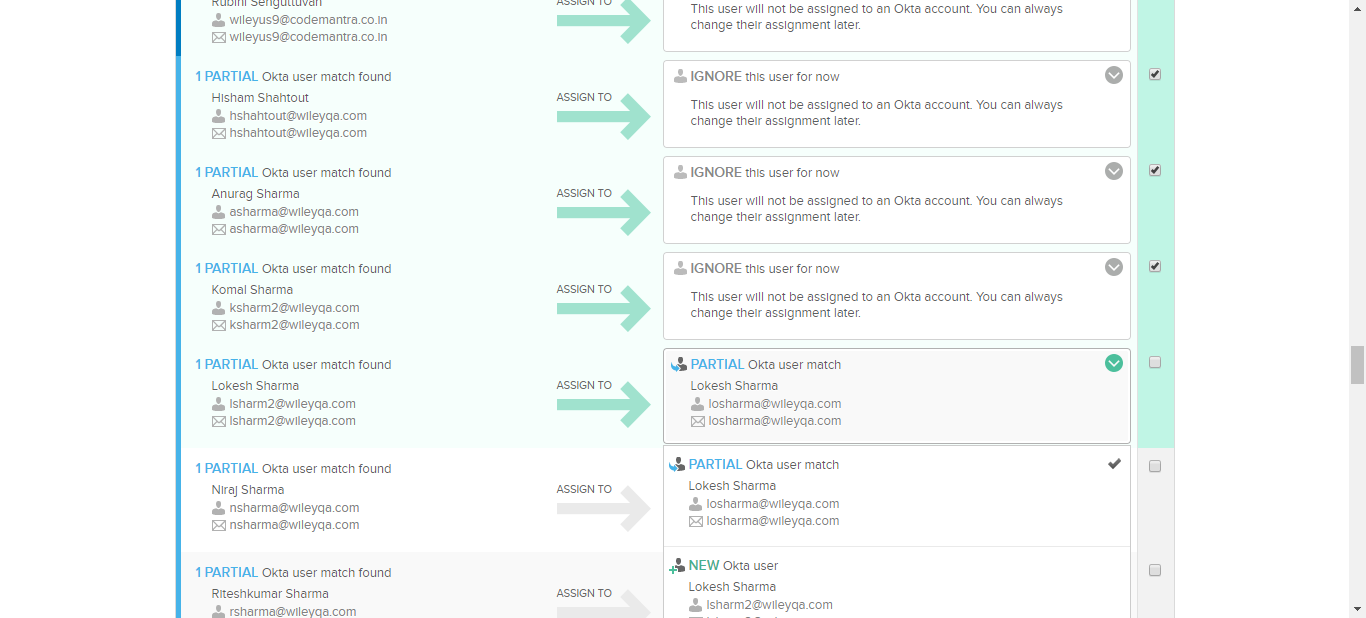 Rubini Senguttuvan
wileyus9@codemantra.co.in
wileyus9@codemantra.co.in
ASSIGN TO
This user will not be assigned to an Okta account. You can always
change their assignment later.
1 PARTIAL Okta user match found
Hisham Shahtout
hshahtout@wileyqa.com
hshahtout@wileyqa.com
ASSIGN TO
IGNORE this user for now
This user will not be assigned to an Okta account. You can always
change their assignment later.
1 PARTIAL Okta user match found
Anurag Sharma
asharma@wileyqa.com
asharma@wileyqa.com
ASSIGN TO
IGNORE this user for now
This user will not be assigned to an Okta account. You can always
change their assignment later.
1 PARTIAL Okta user match found
Komal Sharma
ksharm2@wileyqa.com
ksharm2@wileyqa.com
ASSIGN TO
IGNORE this user for now
This user will not be assigned to an Okta account. You can always
change their assignment later.
1 PARTIAL Okta user match found
Lokesh Sharma
lsharm2@wileyqa.com
lsharm2@wileyqa.com
ASSIGN TO
PARTIAL Okta user match
Lokesh Sharma
losharma@wileyqa.com
losharma@wileyqa.com
1 PARTIAL Okta user match found
Niraj Sharma
nsharma@wileyqa.com
nsharma@wileyqa.com
ASSIGN TO
PARTIAL Okta user match
Lokesh Sharma
losharma@wileyqa.com
losharma@wileyqa.com
1 PARTIAL Okta user match found
Riteshkumar Sharma
rsharma@wileyqa.com
ASSIGN TO
NEW Okta user
Lokesh Sharma
lsharm2@wileyqa.com